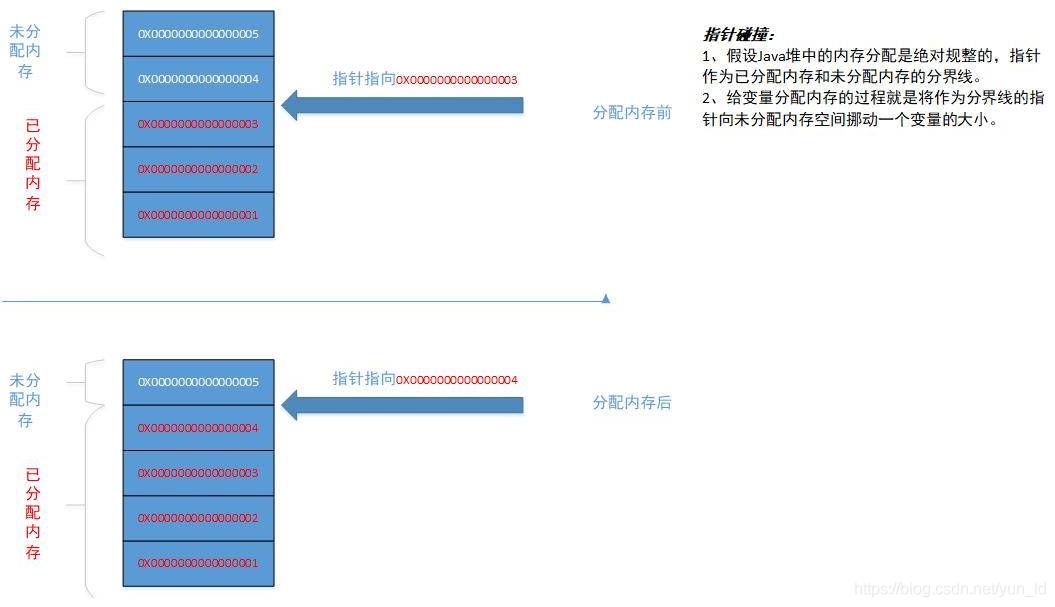 未分
配内
存
0X0000000000000005
0X0000000000000004
0X0000000000000003
0X0000000000000002
0X0000000000000001
已
分
配
内
存
指针指向0X0000000000000003
分配内存前
指针碰撞：
1、假设Java堆中的内存分配是绝对规整的，指针
作为已分配内存和未分配内存的分界线。
2、给变量分配内存的过程就是将作为分界线的指
针向未分配内存空间挪动一个变量的大小。
未分
配内
存
0X0000000000000005
0X0000000000000004
0X0000000000000003
0X0000000000000002
0X0000000000000001
已
分
配
内
存
指针指向0X0000000000000004
分配内存后
https://blog.csdn.net/yun_ld